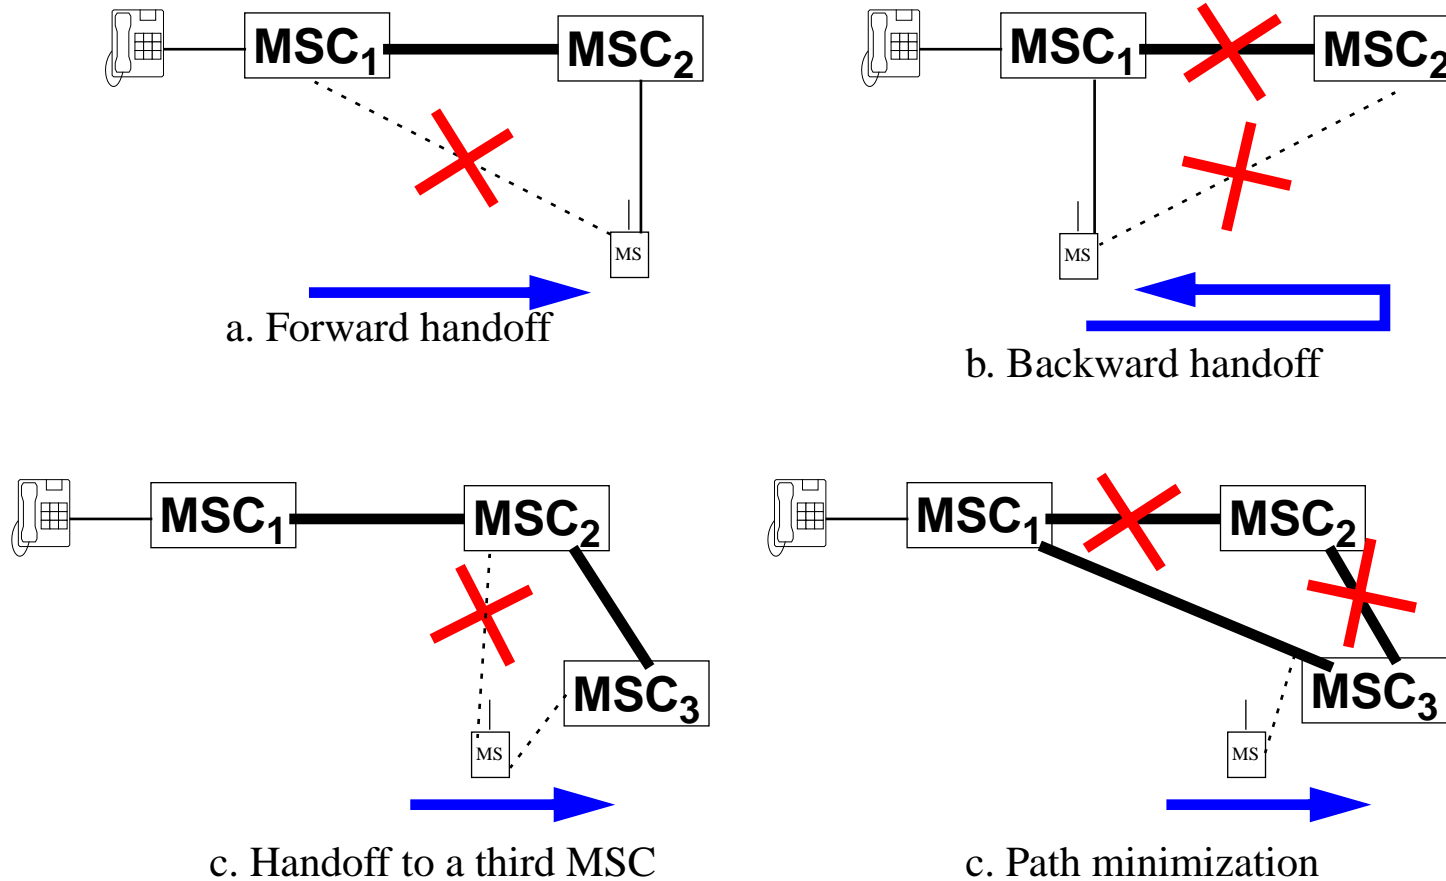 MSC1 MSC2
MS
a. Forward handoff
MSC1 MSC2
MS
b. Backward handoff
MSC1 MSC2
MSC3
MS
c. Handoff to a third MSC
MSC1 MSC2
MSC3
MS
c. Path minimization